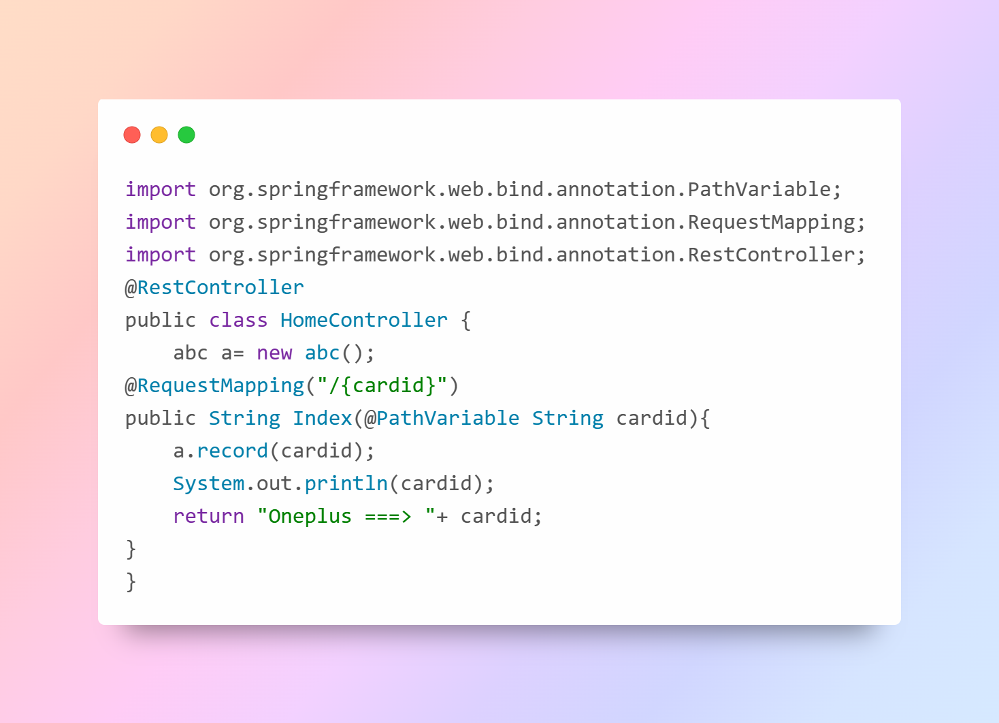 import org.springframework.web.bind.annotation.PathVariable;
import org.springframework.web.bind.annotation.RequestMapping;
import org.springframework.web.bind.annotation.RestController;
@RestController
public class HomeController {
    abc a= new abc();
@RequestMapping("/{cardid}")
public String Index(@PathVariable String cardid){
    a.record(cardid);
    System.out.println(cardid);
    return "Oneplus ===> "+ cardid;
}
}